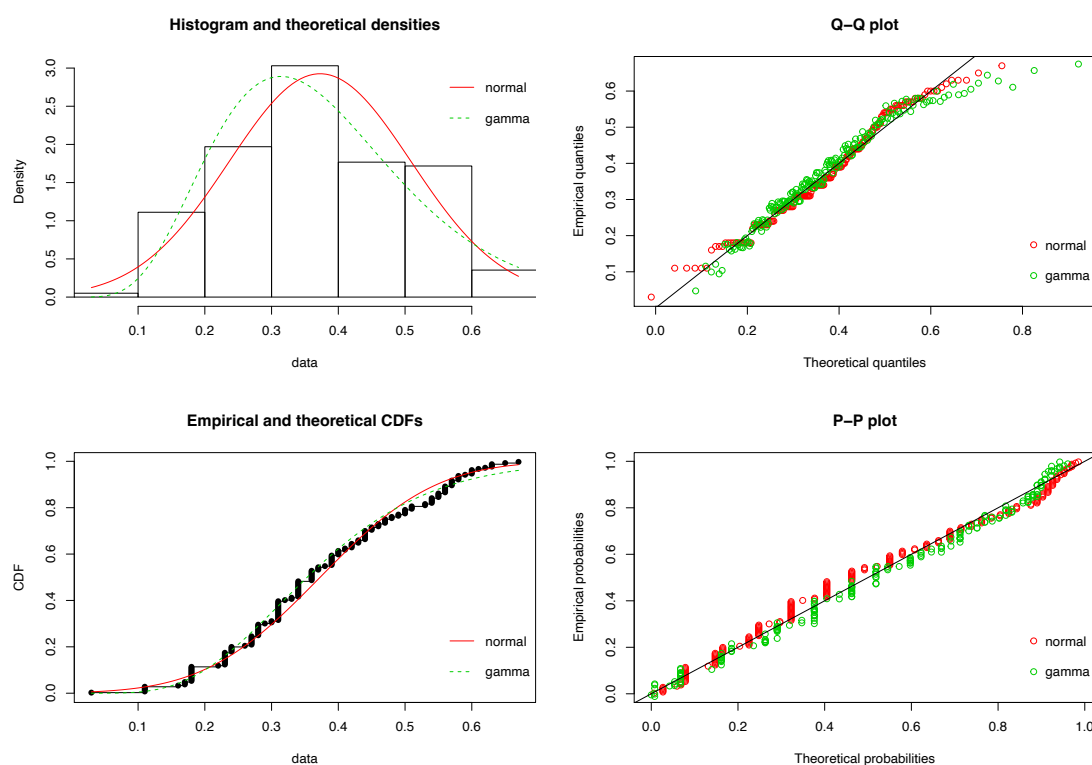 Histogram and theoretical densities
Density
0.0 0.5 1.0 1.5 2.0 2.5 3.0
normal
gamma
0.1 0.2 0.3 0.4 0.5 0.6
data
Q−Q plot
Empirical quantiles
0.1 0.2 0.3 0.4 0.5 0.6
normal
gamma
0.0 0.2 0.4 0.6 0.8
Theoretical quantiles
Empirical and theoretical CDFs
CDF
0.0 0.2 0.4 0.6 0.8 1.0
normal
gamma
0.1 0.2 0.3 0.4 0.5 0.6
data
P−P plot
Empirical probabilities
0.0 0.2 0.4 0.6 0.8 1.0
normal
gamma
0.0 0.2 0.4 0.6 0.8 1.0
Theoretical probabilities